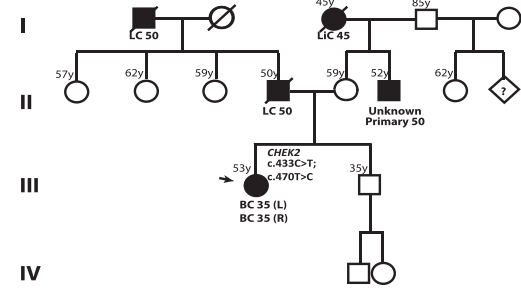 45y
85y
I
LC 50
LiC 45
57y
62y
59y
50y
59y
52y
62y
?
II
LC 50
Unknown
Primary 50
CHEK2
c.433C>T;
c.470T>C
53y
35y
III
BC 35 (L)
BC 35 (R)
IV